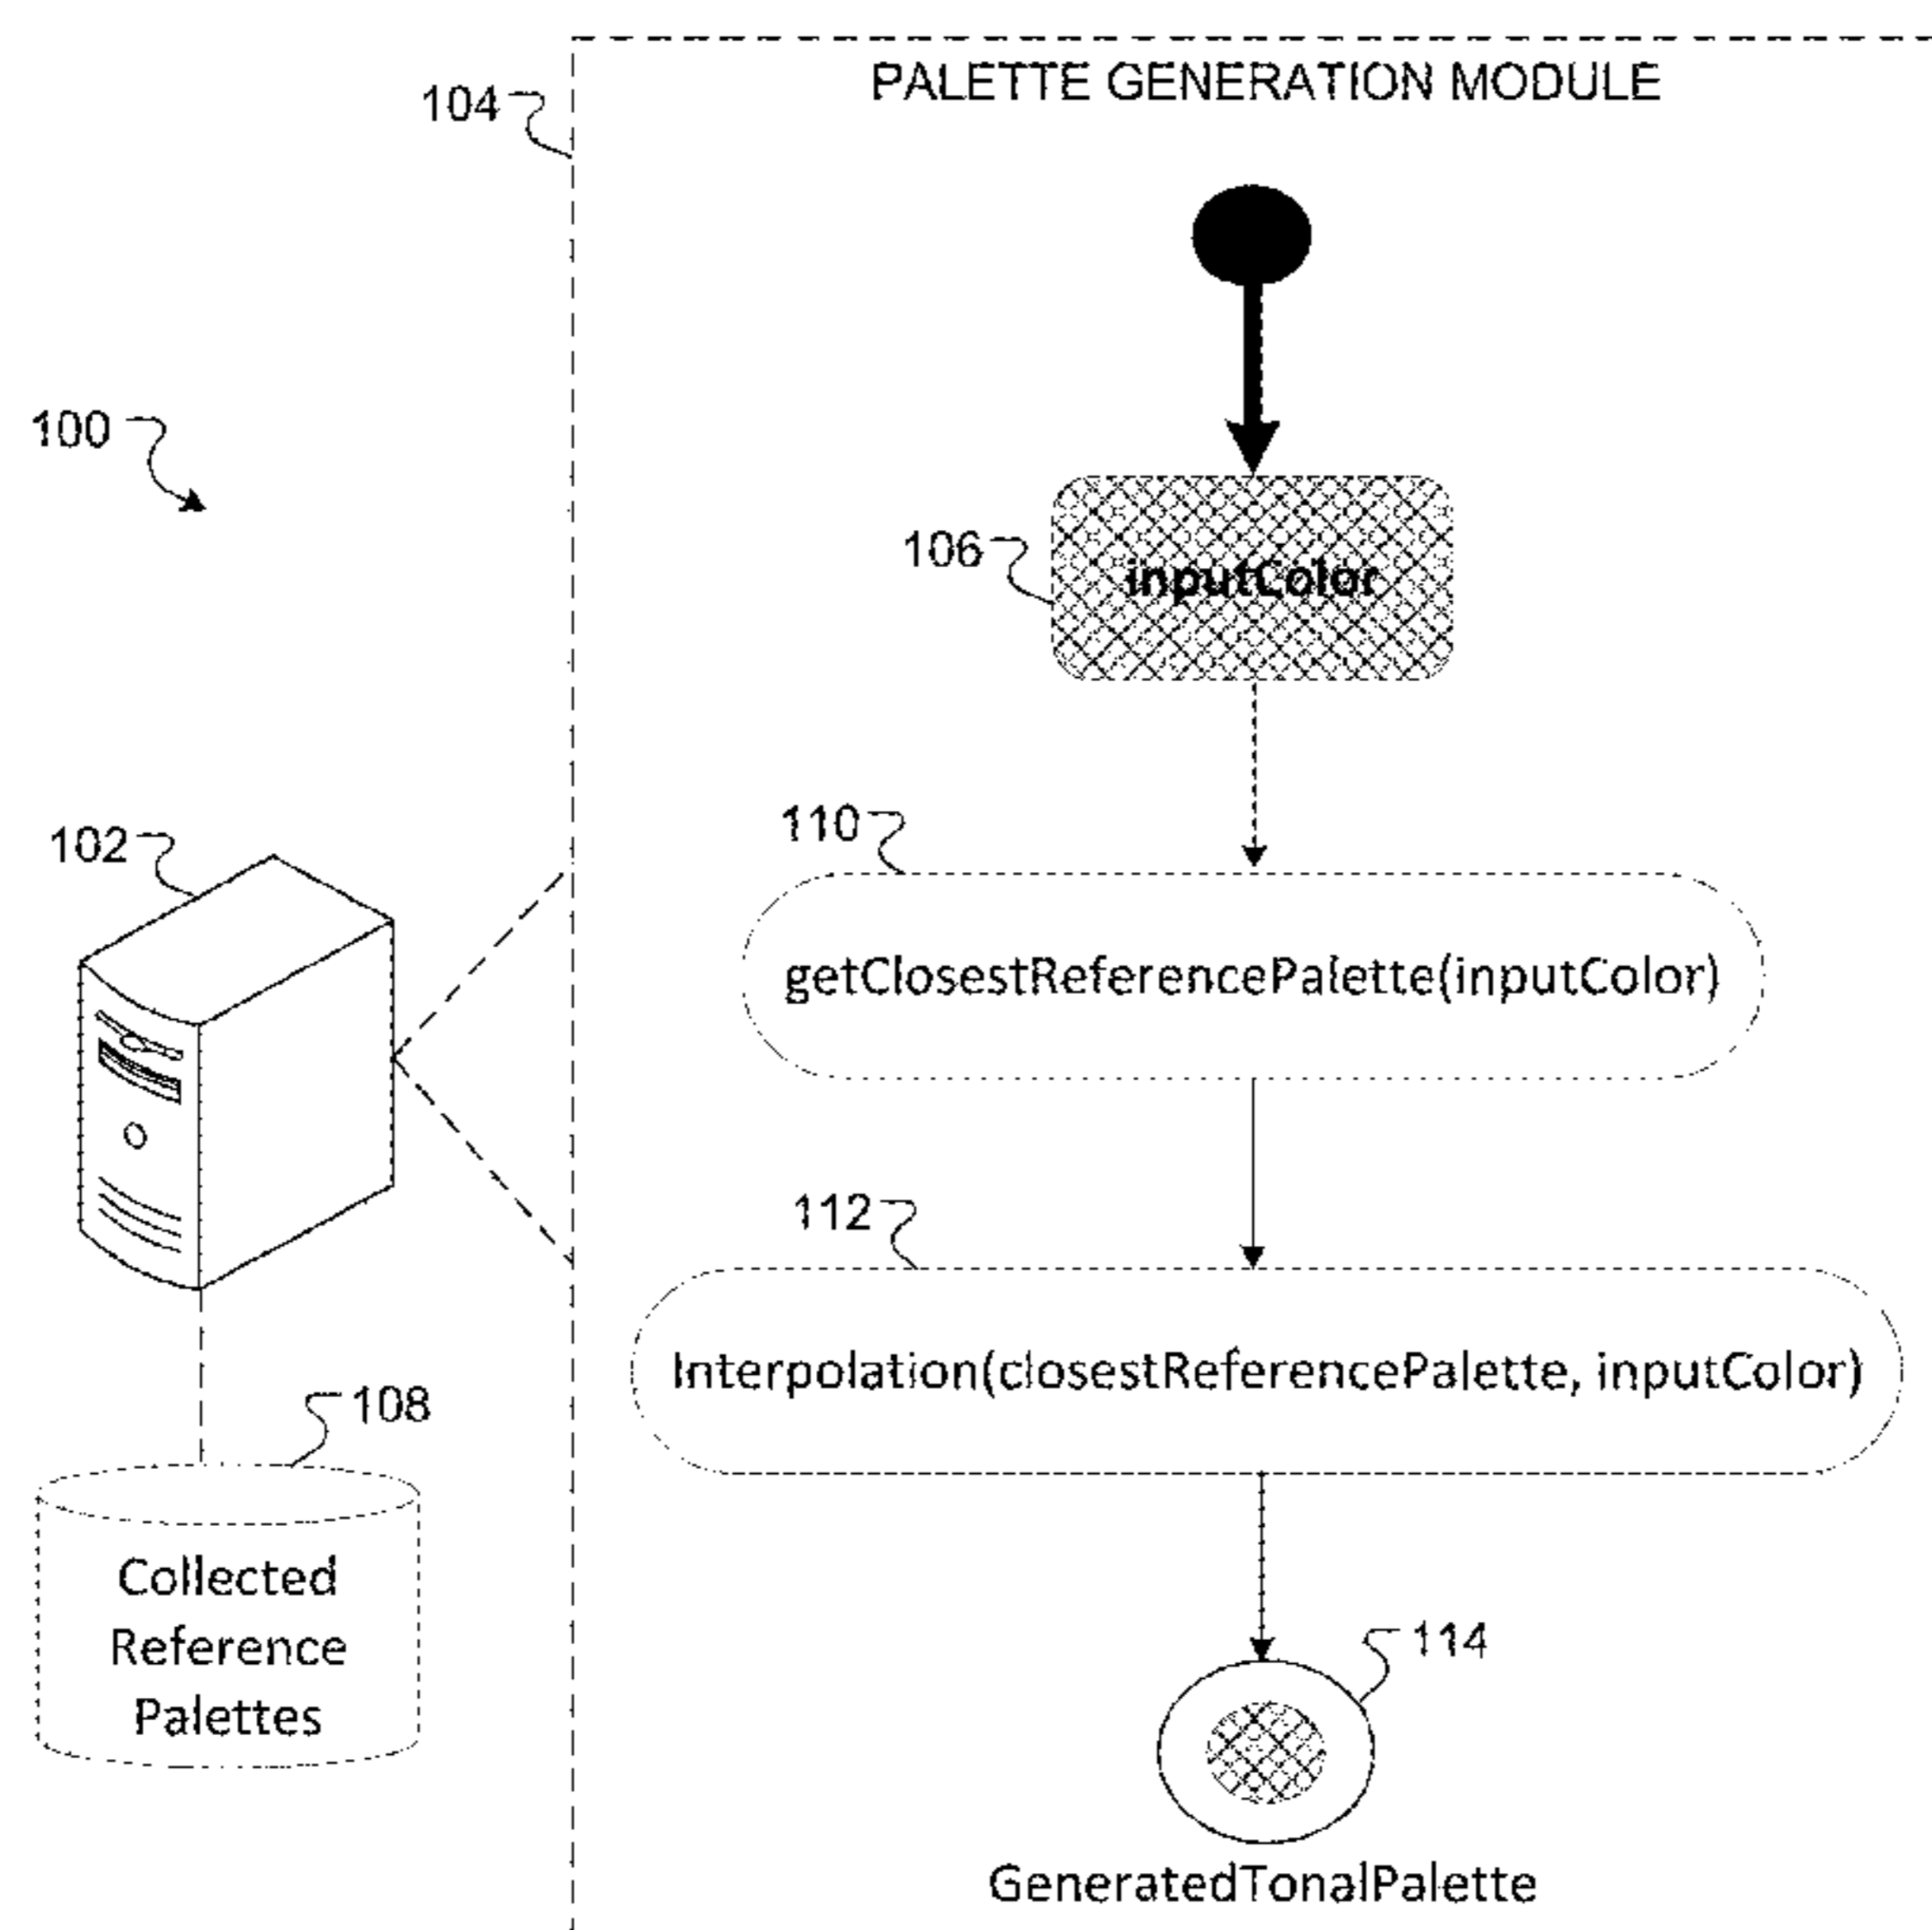 PALETTE GENERATION MODULE
104
100
106
inputColor
110
102
getClosestReferencePalette(inputColor)
112
Interpolation(closestReferencePalette, inputColor)
108
Collected
Reference
Palettes
114
GeneratedTonalPalette